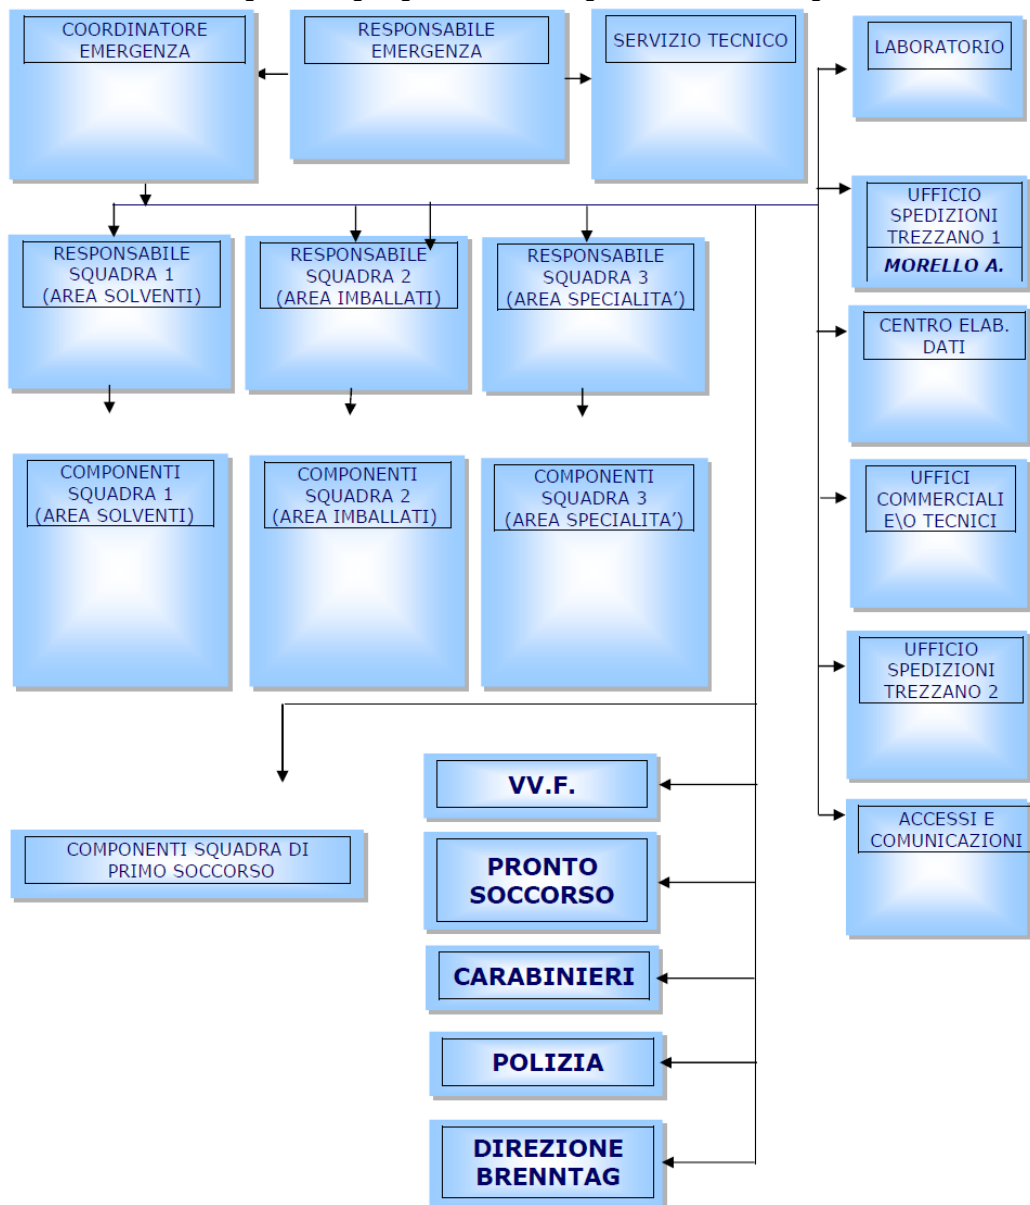 COORDINATORE
EMERGENZA
RESPONSABILE
EMERGENZA
SERVIZIO TECNICO
LABORATORIO
UFFICIO
SPEDIZIONI
TREZZANO 1
MORELLO A.
RESPONSABILE
SQUADRA 1
(AREA SOLVENTI)
RESPONSABILE
SQUADRA 2
(AREA IMBALLATI)
RESPONSABILE
SQUADRA 3
(AREA SPECIALITA’)
CENTRO ELAB.
DATI
COMPONENTI
SQUADRA 1
(AREA SOLVENTI)
COMPONENTI
SQUADRA 2
(AREA IMBALLATI)
COMPONENTI
SQUADRA 3
(AREA SPECIALITA’)
UFFICI
COMMERCIALI
E\O TECNICI
UFFICIO
SPEDIZIONI
TREZZANO 2
VV.F.
ACCESSI E
COMUNICAZIONI
COMPONENTI SQUADRA DI
PRIMO SOCCORSO
PRONTO
SOCCORSO
CARABINIERI
POLIZIA
DIREZIONE
BRENNTAG